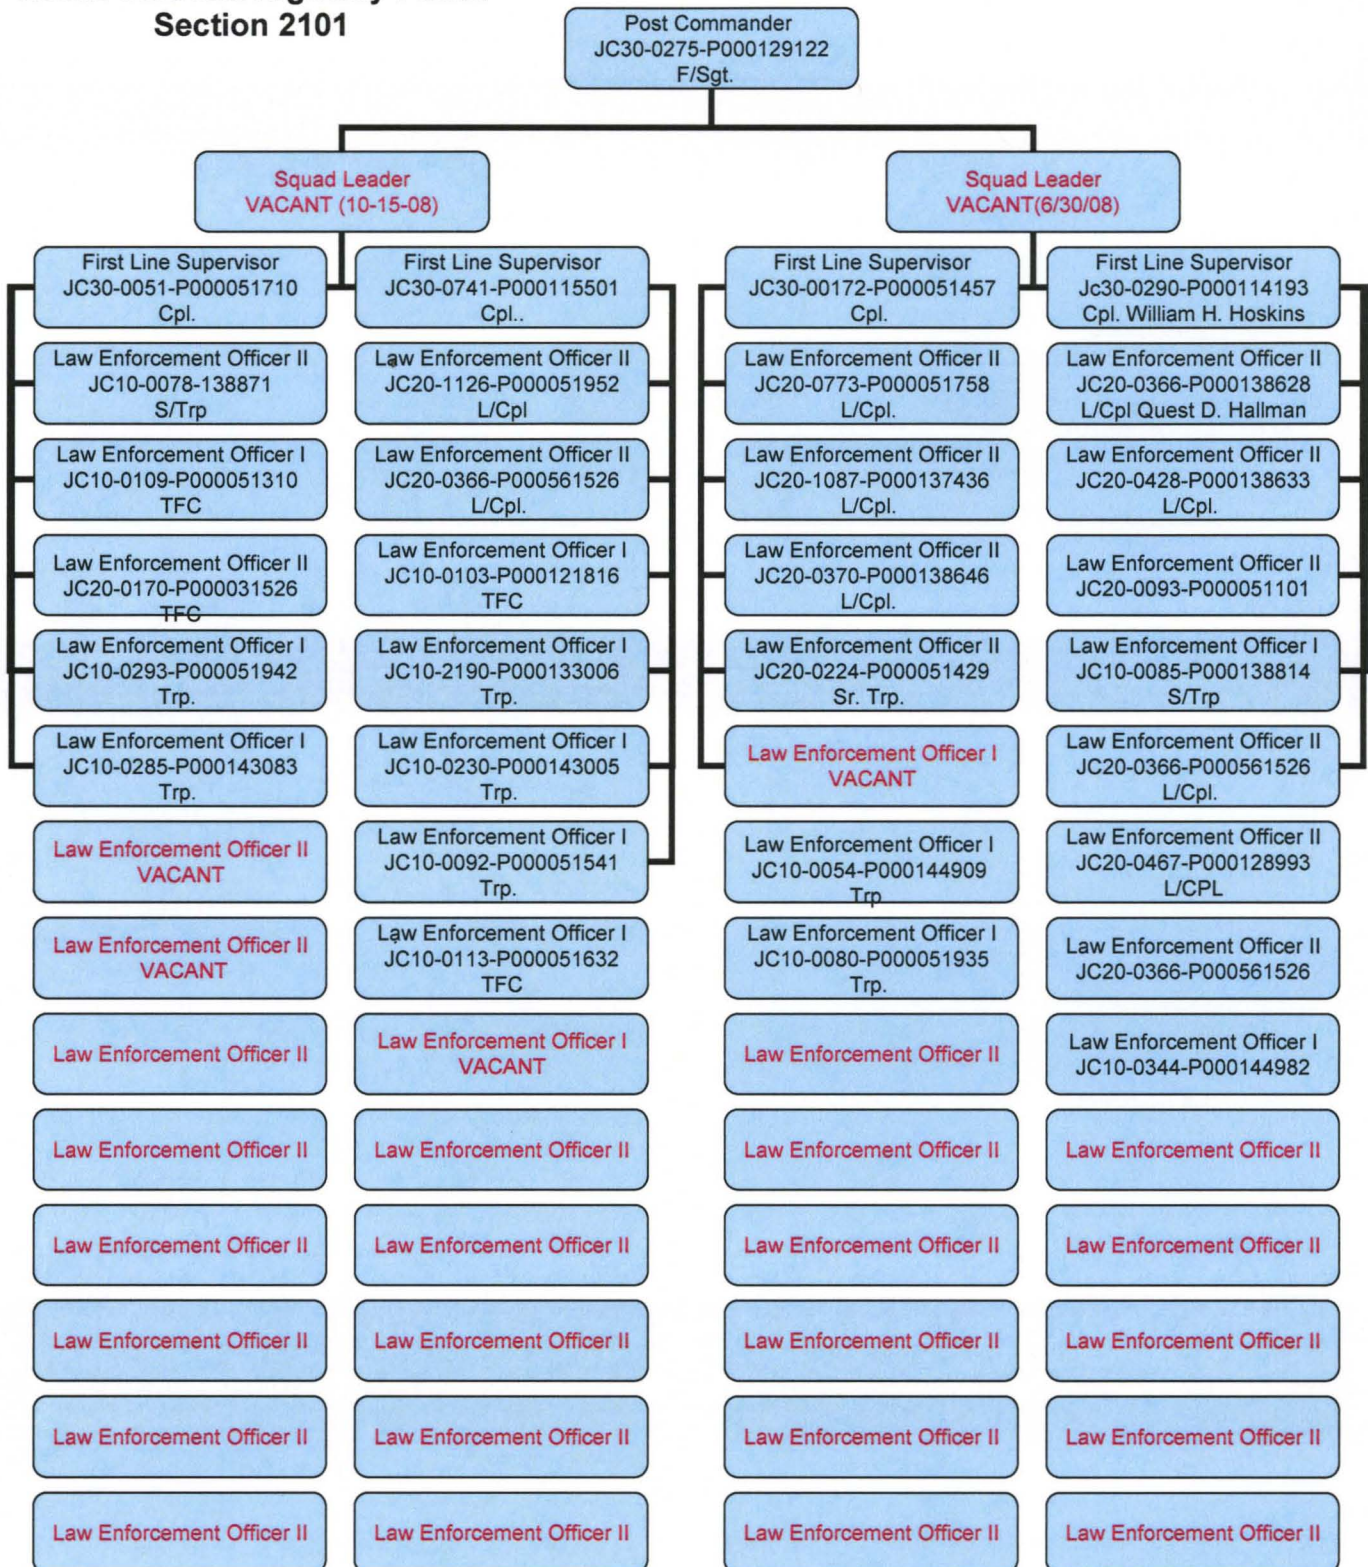 Section 2101
Post Commander
JC30-0275-P000129122
F/Sgt.
Squad Leader
VACANT (10-15-08)
Squad Leader
VACANT(6/30/08)
First Line Supervisor
JC30-0051-P000051710
Cpl.
Law Enforcement Officer II
JC10-0078-138871
S/Trp
Law Enforcement Officer I
JC10-0109-P000051310
TFC
Law Enforcement Officer II
JC20-0170-P000031526
TFC
Law Enforcement Officer I
JC10-0293-P000051942
Trp.
Law Enforcement Officer I
JC10-0285-P000143083
Trp.
Law Enforcement Officer II
VACANT
Law Enforcement Officer II
VACANT
Law Enforcement Officer II
Law Enforcement Officer II
Law Enforcement Officer II
Law Enforcement Officer II
Law Enforcement Officer II
Law Enforcement Officer II
First Line Supervisor
JC30-0741-P000115501
Cpl..
Law Enforcement Officer II
JC20-1126-P000051952
L/Cpl
Law Enforcement Officer II
JC20-0366-P000561526
L/Cpl.
Law Enforcement Officer I
JC10-0103-P000121816
TFC
Law Enforcement Officer I
JC10-2190-P000133006
Trp.
Law Enforcement Officer I
JC10-0230-P000143005
Trp.
Law Enforcement Officer I
JC10-0092-P000051541
Trp.
Law Enforcement Officer I
JC10-0113-P000051632
TFC
Law Enforcement Officer I
VACANT
Law Enforcement Officer II
Law Enforcement Officer II
Law Enforcement Officer II
Law Enforcement Officer II
Law Enforcement Officer II
First Line Supervisor
JC30-00172-P000051457
Cpl.
Law Enforcement Officer II
JC20-0773-P000051758
L/Cpl.
Law Enforcement Officer II
JC20-1087-P000137436
L/Cpl.
Law Enforcement Officer II
JC20-0370-P000138646
L/Cpl.
Law Enforcement Officer II
JC20-0224-P000051429
Sr. Trp.
Law Enforcement Officer I
VACANT
Law Enforcement Officer I
JC10-0054-P000144909
Trp
Law Enforcement Officer I
JC10-0080-P000051935
Trp.
Law Enforcement Officer II
Law Enforcement Officer II
Law Enforcement Officer II
Law Enforcement Officer II
Law Enforcement Officer II
Law Enforcement Officer II
First Line Supervisor
Jc30-0290-P000114193
Cpl. William H. Hoskins
Law Enforcement Officer II
JC20-0366-P000138628
L/Cpl Quest D. Hallman
Law Enforcement Officer II
JC20-0428-P000138633
L/Cpl.
Law Enforcement Officer II
JC20-0093-P000051101
Law Enforcement Officer I
JC10-0085-P000138814
S/Trp
Law Enforcement Officer II
JC20-0366-P000561526
L/Cpl.
Law Enforcement Officer II
JC20-0467-P000128993
L/CPL
Law Enforcement Officer II
JC20-0366-P000561526
Law Enforcement Officer I
JC10-0344-P000144982
Law Enforcement Officer II
Law Enforcement Officer II
Law Enforcement Officer II
Law Enforcement Officer II
Law Enforcement Officer II